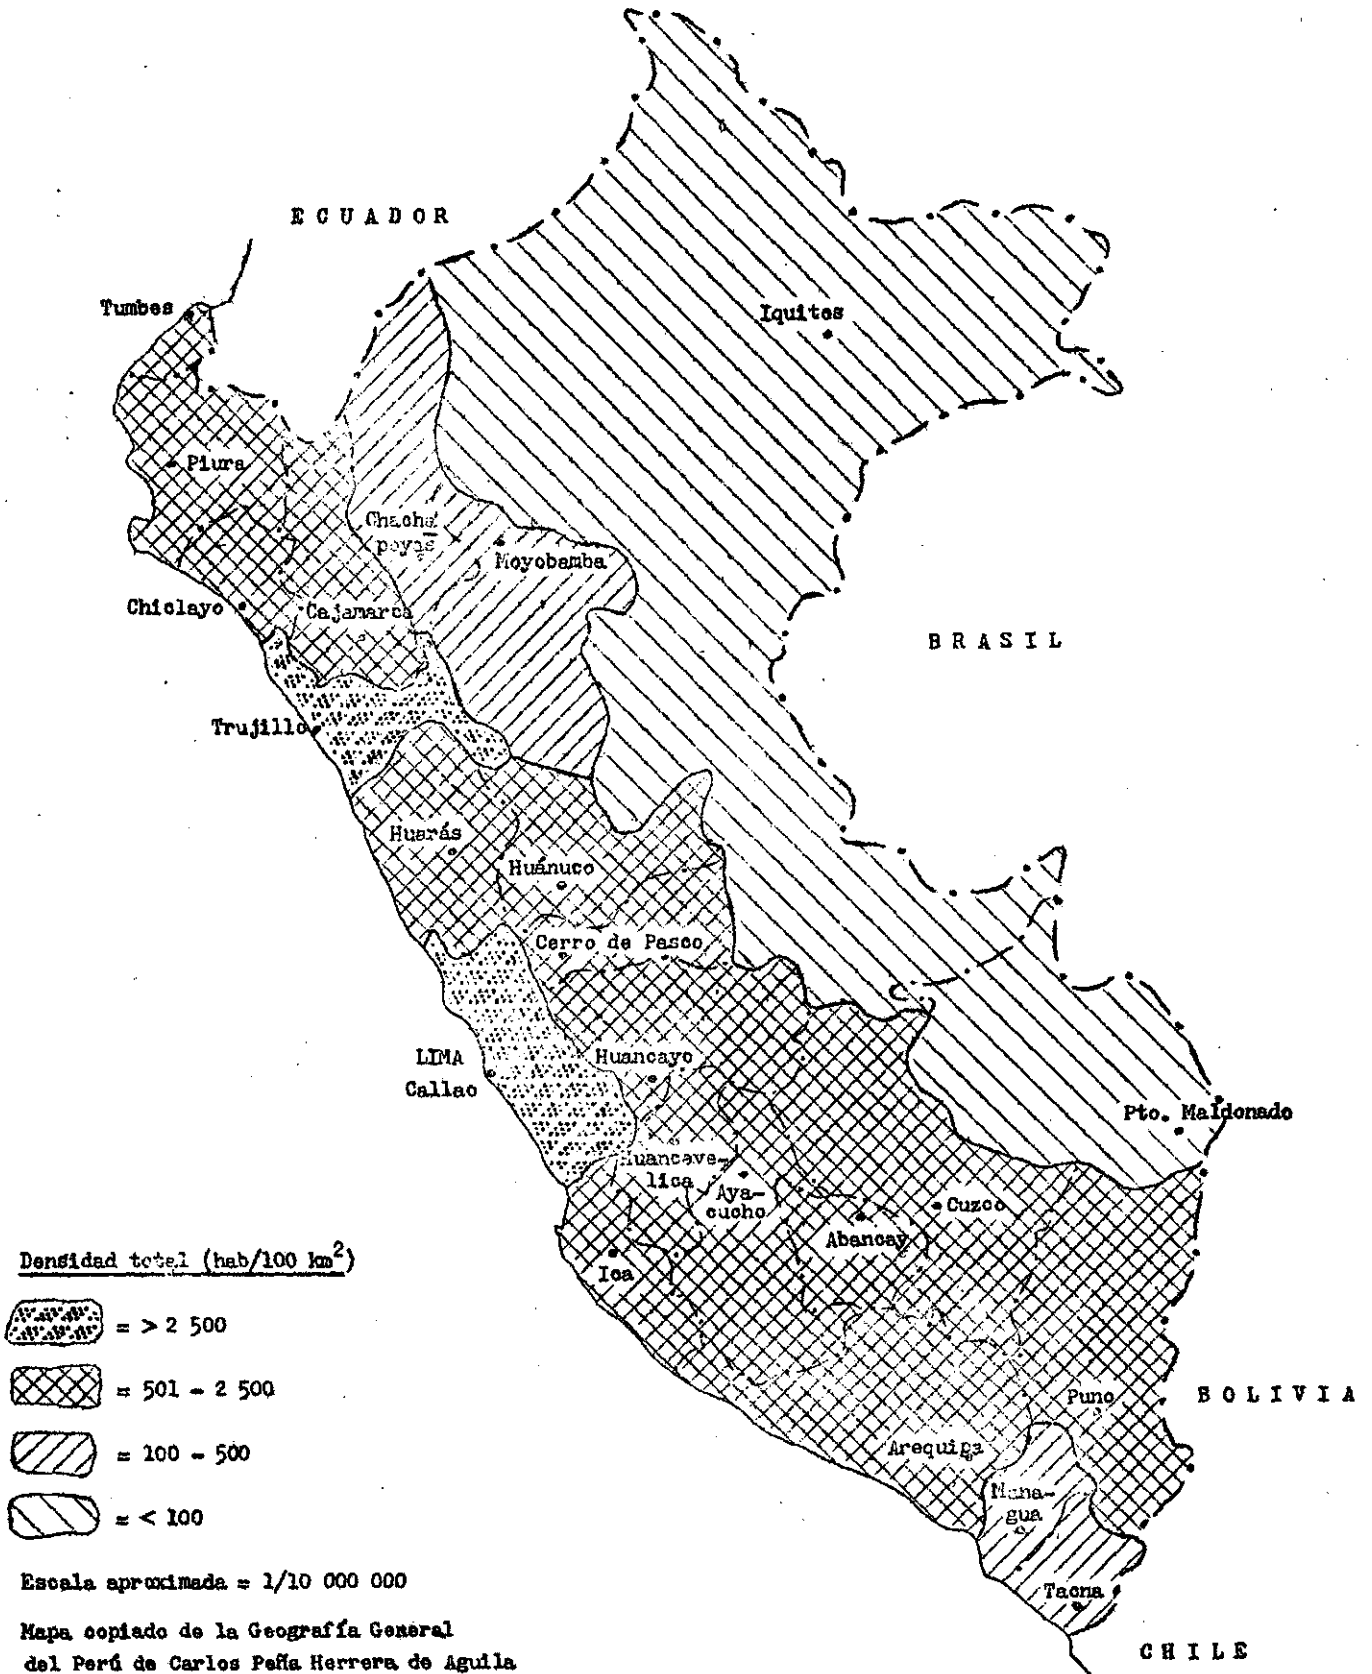 ECUADOR
Tumbes
Iquitos
Piura
Chacha
poyas
Moyobamba
Chiclayo
Cajamarca
BRASIL
Trujillo
Huarás
Huánuco
Cerro de Pasco
LIMA
Callao
Huancayo
Pto. Maldonado
Huancave-
lica
Aya-
cucho
Cuzco
Abancay
Ica
Densidad total (hab/100 km²)
= > 2 500
= 501 - 2 500
= 100 - 500
= < 100
Puno
BOLIVIA
Arequipa
Mana-
gua
Tacna
CHILE
Escala aproximada = 1/10 000 000
Mapa copiado de la Geografía General
del Perú de Carlos Peña Herrera de Aguila